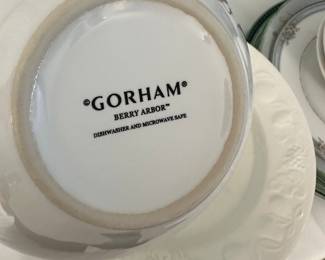 ®GORHAM®
BERRY ARBOR™
DISHWASHER AND MICROWAVE SAFE